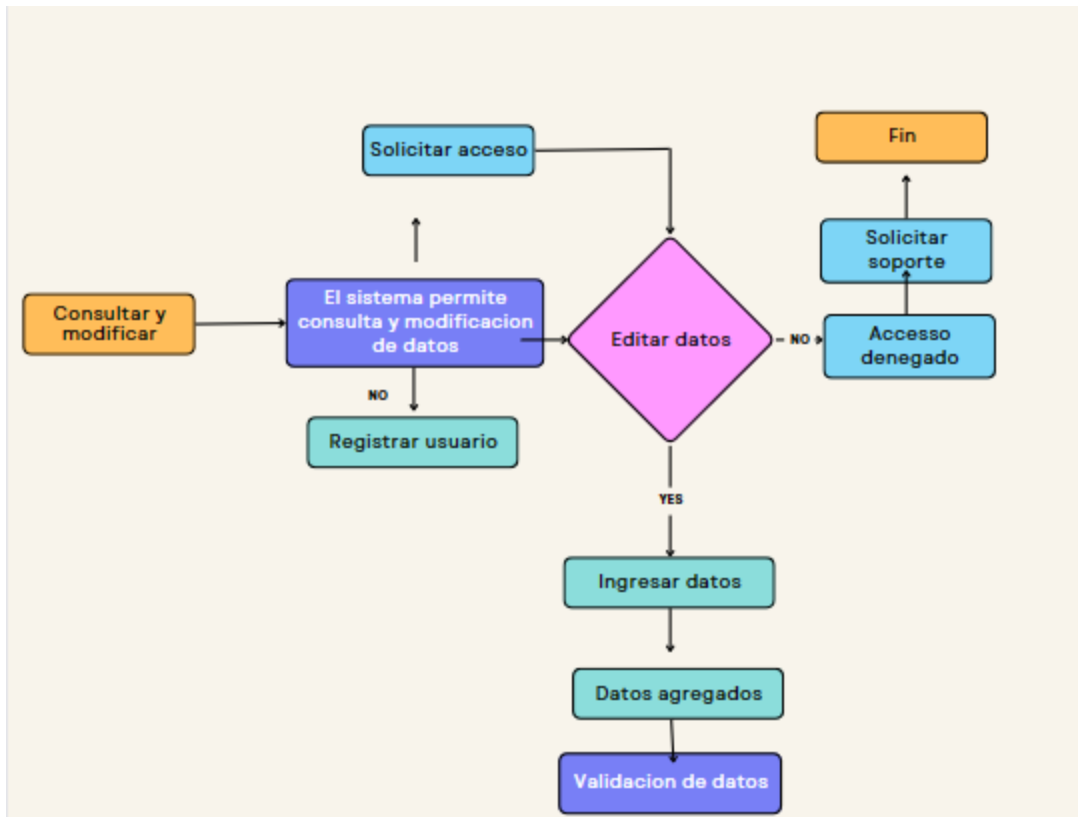 Fin
Solicitar acceso
Solicitar
soporte
Consultar y
modificar
El sistema permite
consulta y modificacion
de datos
Editar datos
NO
Accesso
denegado
NO
Registrar usuario
YES
Ingresar datos
Datos agregados
Validacion de datos